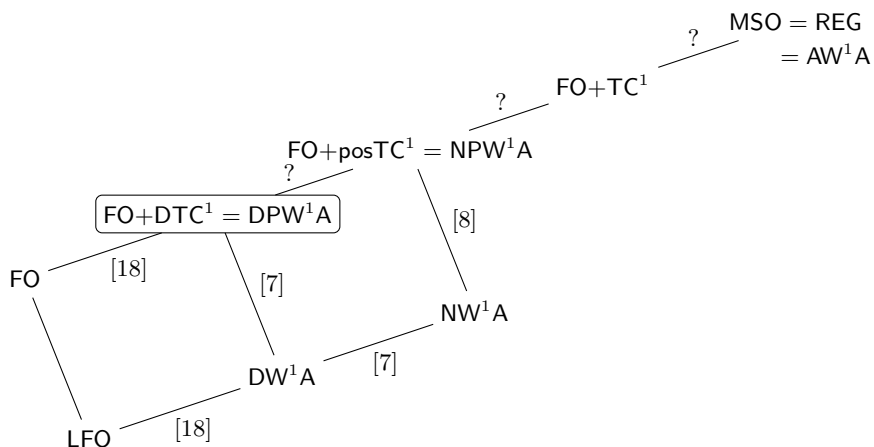 MSO = REG
= AW¹A
?
FO+TC¹
?
FO+posTC¹ = NPW¹A
?
FO+DTC¹ = DPW¹A
[8]
[18]
FO
[7]
NW¹A
[7]
DW¹A
[18]
LFO